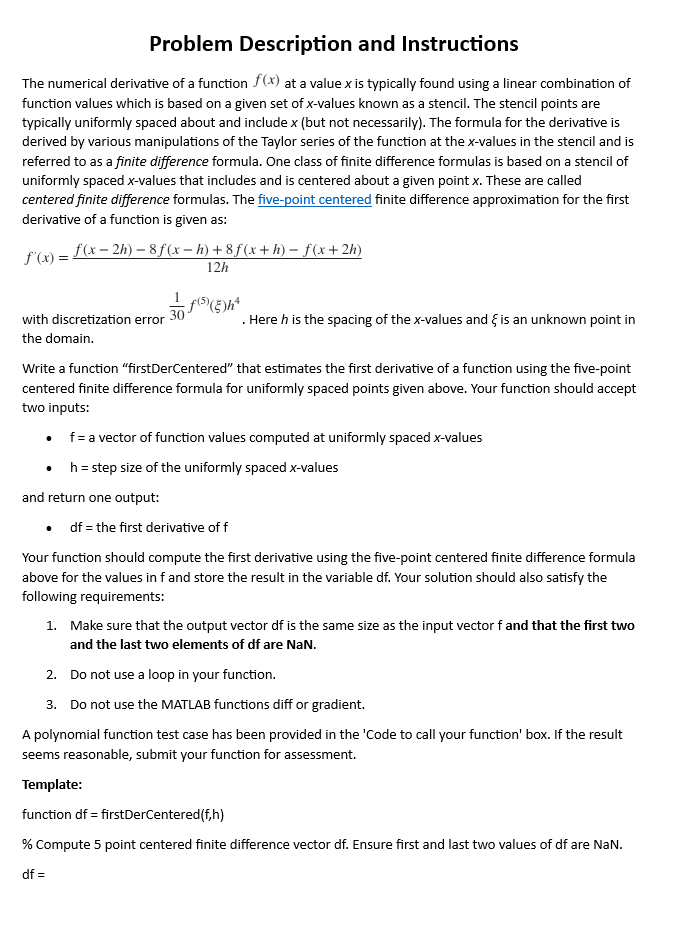 Problem Description and Instructions
The numerical derivative of a function f(x) at a value x is typically found using a linear combination of
function values which is based on a given set of x-values known as a stencil. The stencil points are
typically uniformly spaced about and include x (but not necessarily). The formula for the derivative is
derived by various manipulations of the Taylor series of the function at the x-values in the stencil and is
referred to as a finite difference formula. One class of finite difference formulas is based on a stencil of
uniformly spaced x-values that includes and is centered about a given point x. These are called
centered finite difference formulas. The five-point centered finite difference approximation for the first
derivative of a function is given as:
f'(x) = f(x − 2h) − 8f(x − h) + 8f(x + h) − f(x + 2h)
12h
with discretization error 1/30 f⁽⁵⁾(ξ)h⁴ . Here h is the spacing of the x-values and ξ is an unknown point in
the domain.
Write a function “firstDerCentered” that estimates the first derivative of a function using the five-point
centered finite difference formula for uniformly spaced points given above. Your function should accept
two inputs:
• f = a vector of function values computed at uniformly spaced x-values
• h = step size of the uniformly spaced x-values
and return one output:
• df = the first derivative of f
Your function should compute the first derivative using the five-point centered finite difference formula
above for the values in f and store the result in the variable df. Your solution should also satisfy the
following requirements:
1. Make sure that the output vector df is the same size as the input vector f and that the first two
and the last two elements of df are NaN.
2. Do not use a loop in your function.
3. Do not use the MATLAB functions diff or gradient.
A polynomial function test case has been provided in the 'Code to call your function' box. If the result
seems reasonable, submit your function for assessment.
Template:
function df = firstDerCentered(f,h)
% Compute 5 point centered finite difference vector df. Ensure first and last two values of df are NaN.
df =